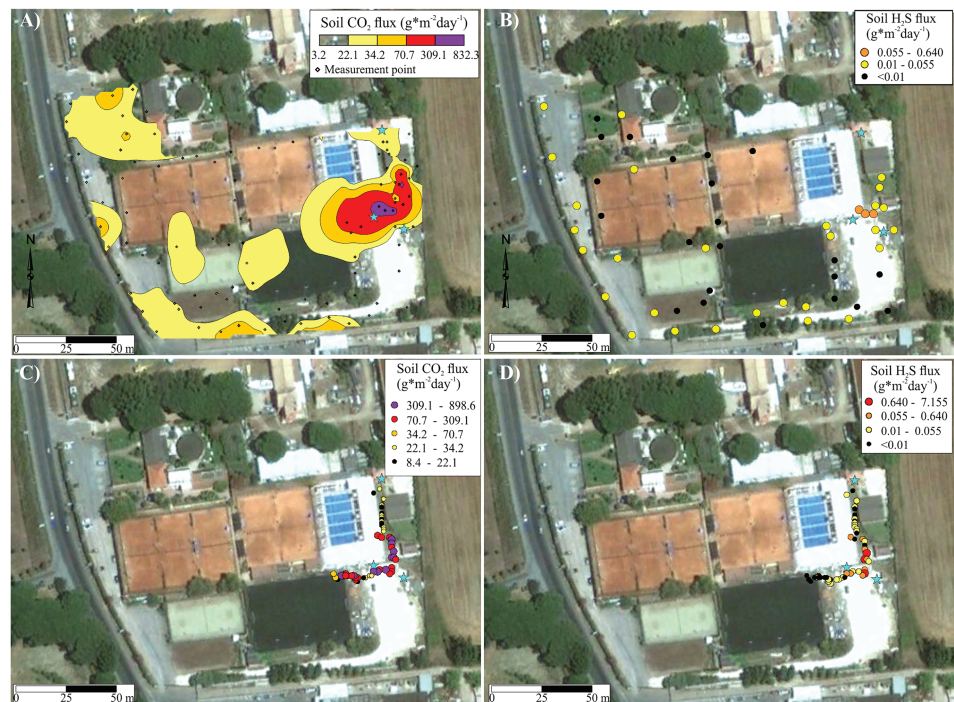 A)
Soil CO₂ flux (g*m⁻²day⁻¹)
3.2 22.1 34.2 70.7 309.1 832.3
Measurement point
N
0 25 50 m
B)
Soil H₂S flux
(g*m⁻²day⁻¹)
0.055 - 0.640
0.01 - 0.055
<0.01
N
0 25 50 m
C)
Soil CO₂ flux
(g*m⁻²day⁻¹)
309.1 - 898.6
70.7 - 309.1
34.2 - 70.7
22.1 - 34.2
8.4 - 22.1
0 25 50 m
D)
Soil H₂S flux
(g*m⁻²day⁻¹)
0.640 - 7.155
0.055 - 0.640
0.01 - 0.055
<0.01
0 25 50 m